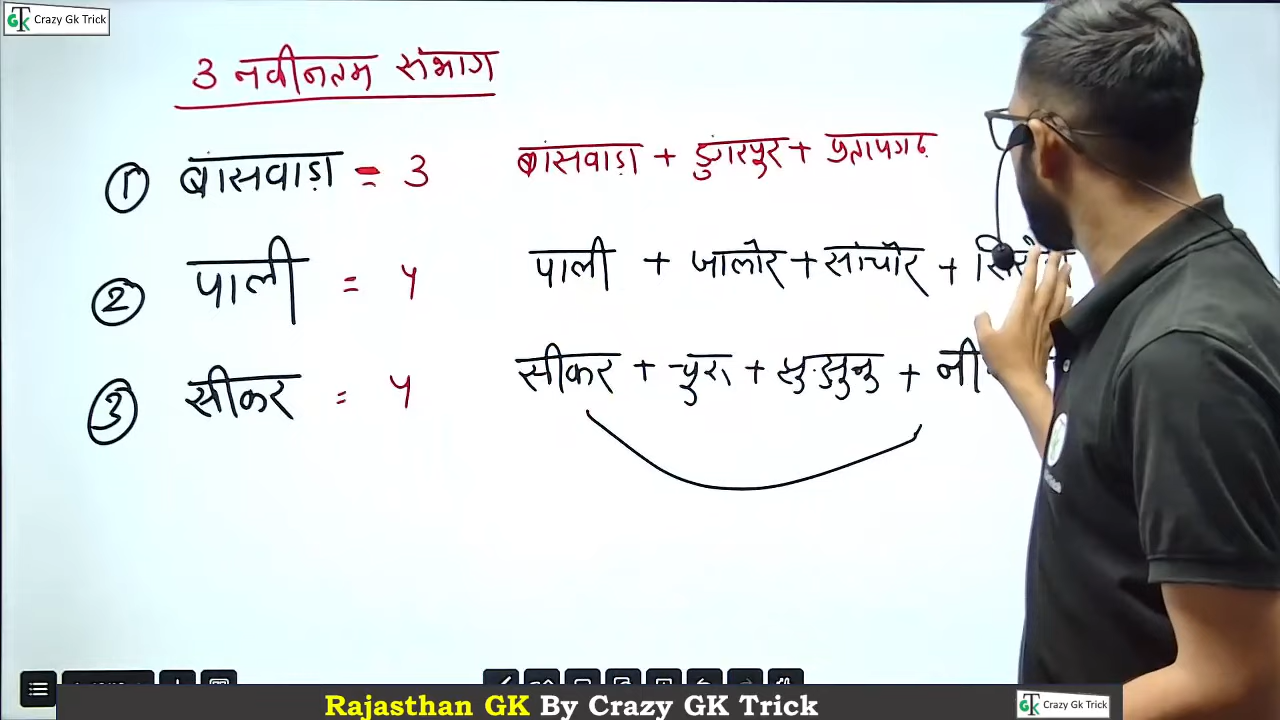 Crazy Gk Trick
3 नवीनतम संभाग
① बांसवाड़ा = 3 बांसवाड़ा + डुंगरपुर + प्रतापगढ़
② पाली = 4 पाली + जालोर + सांचौर +
③ सीकर = 4 सीकर + चुरू + झुन्झुनु +
Rajasthan GK By Crazy GK Trick
Crazy GK Trick